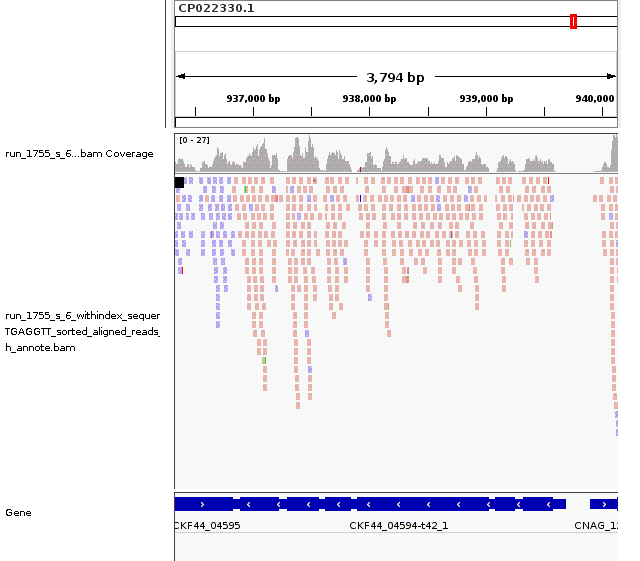 CP022330.1
3,794 bp
937,000 bp 938,000 bp 939,000 bp 940,000
[0 - 27]
run_1755_s_6...bam Coverage
run_1755_s_6_withindex_sequer
TGAGGTT_sorted_aligned_reads_
h_annote.bam
Gene
CKF44_04595 CKF44_04594-t42_1 CNAG_1